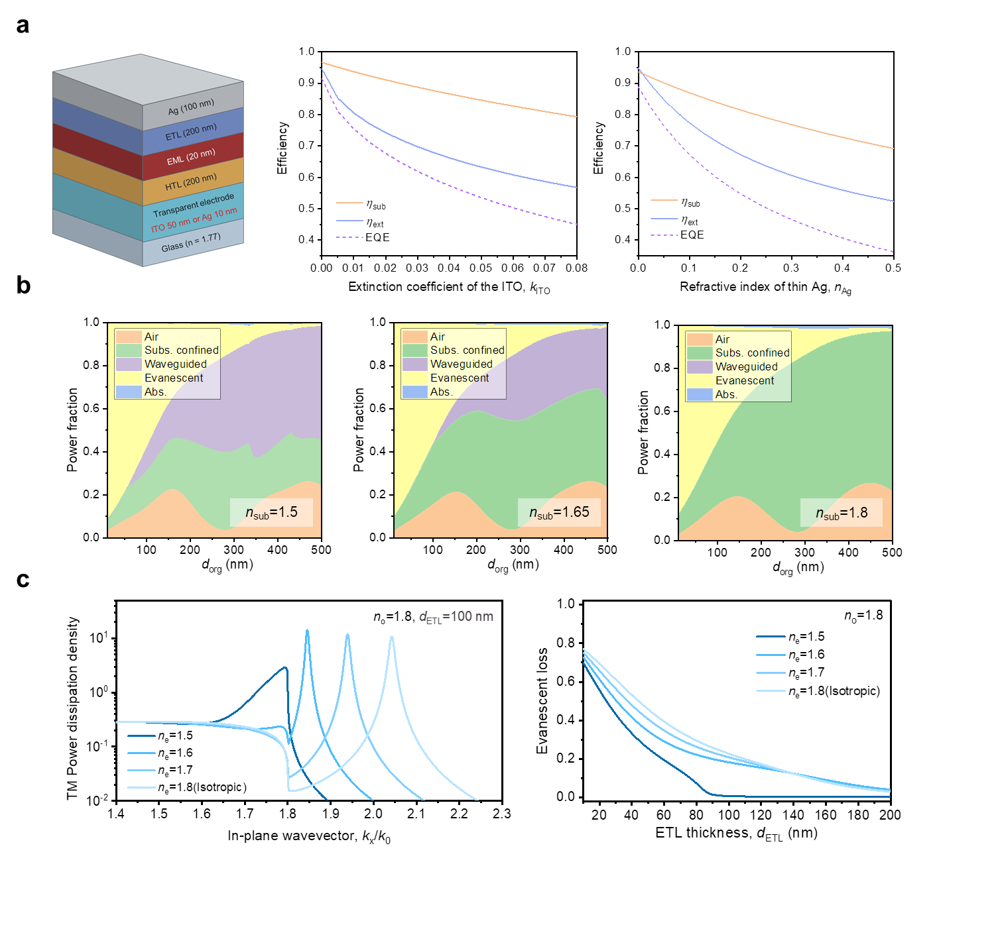 a
Ag (100 nm)
ETL (200 nm)
EML (20 nm)
HTL (200 nm)
Transparent electrode
ITO 50 nm or Ag 10 nm
Glass (n = 1.77)
1.0
0.9
0.8
0.7
0.6
0.5
0.4
Efficiency
ηsub
ηext
EQE
0.00 0.01 0.02 0.03 0.04 0.05 0.06 0.07 0.08
Extinction coefficient of the ITO, kITO
1.0
0.9
0.8
0.7
0.6
0.5
0.4
Efficiency
ηsub
ηext
EQE
0.0 0.1 0.2 0.3 0.4 0.5
Refractive index of thin Ag, nAg
b
1.0
0.8
0.6
0.4
0.2
0.0
Power fraction
Air
Subs. confined
Waveguided
Evanescent
Abs.
nsub=1.5
100 200 300 400 500
dorg (nm)
1.0
0.8
0.6
0.4
0.2
0.0
Power fraction
Air
Subs. confined
Waveguided
Evanescent
Abs.
nsub=1.65
100 200 300 400 500
dorg (nm)
1.0
0.8
0.6
0.4
0.2
0.0
Power fraction
Air
Subs. confined
Waveguided
Evanescent
Abs.
nsub=1.8
100 200 300 400 500
dorg (nm)
c
10¹
10⁰
10⁻¹
10⁻²
TM Power dissipation density
no=1.8, dETL=100 nm
ne=1.5
ne=1.6
ne=1.7
ne=1.8(Isotropic)
1.4 1.5 1.6 1.7 1.8 1.9 2.0 2.1 2.2 2.3
In-plane wavevector, kx/k0
1.0
0.8
0.6
0.4
0.2
0.0
Evanescent loss
no=1.8
ne=1.5
ne=1.6
ne=1.7
ne=1.8(Isotropic)
20 40 60 80 100 120 140 160 180 200
ETL thickness, dETL (nm)